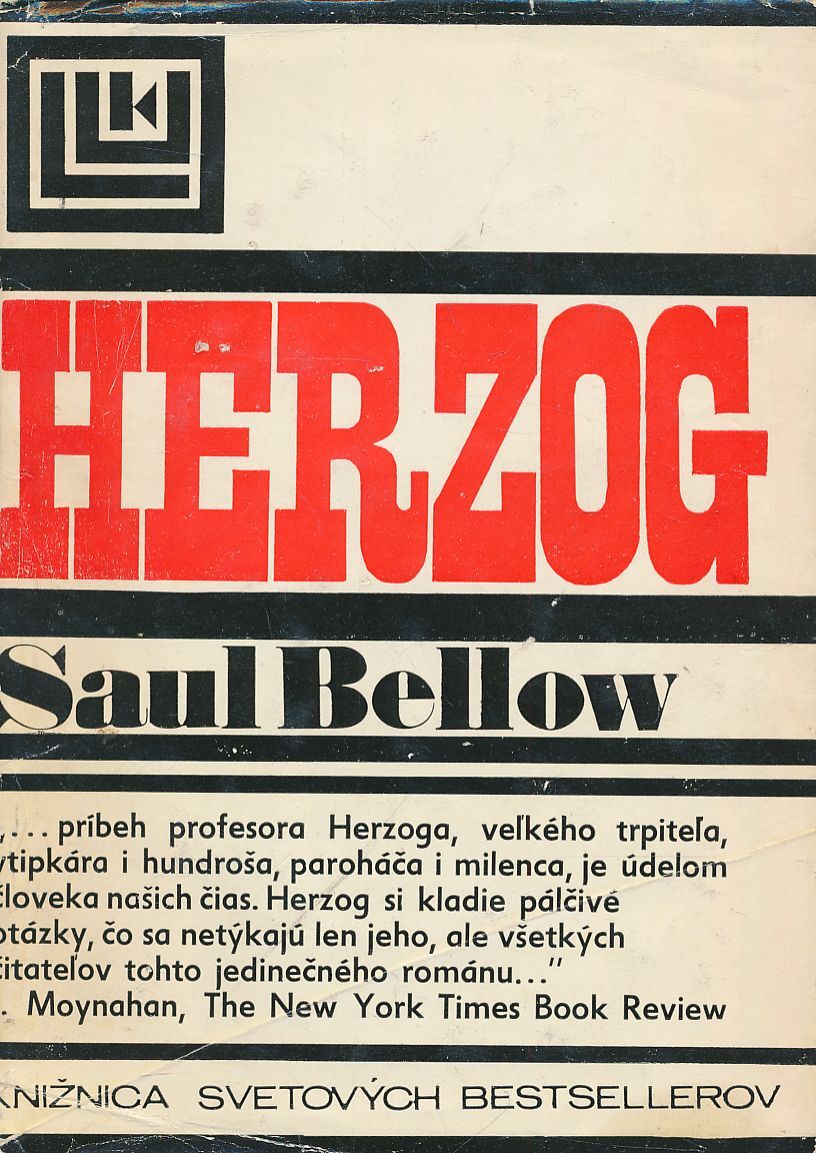 HERZOG
Saul Bellow
„... príbeh profesora Herzoga, veľkého trpiteľa,
vtipkára i hundroša, paroháča i milenca, je údelom
človeka našich čias. Herzog si kladie pálčivé
otázky, čo sa netýkajú len jeho, ale všetkých
čitateľov tohto jedinečného románu..."
. Moynahan, The New York Times Book Review
KNIŽNICA SVETOVÝCH BESTSELLEROV